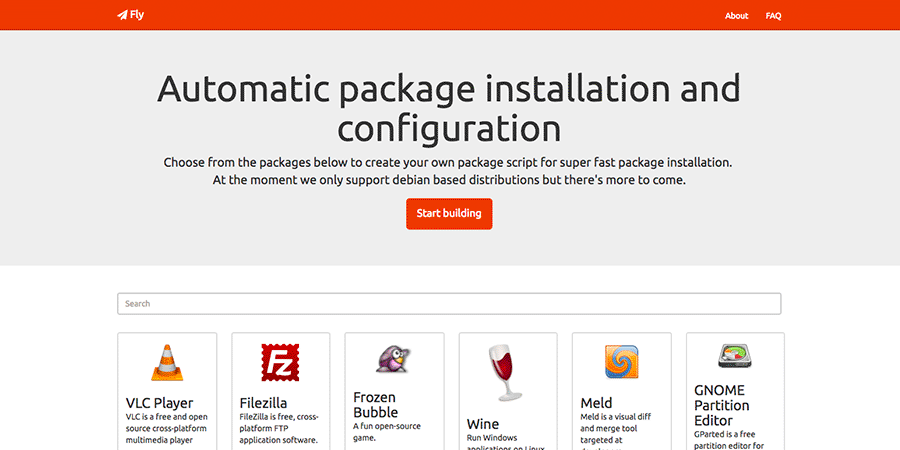 Fly
About
FAQ
Automatic package installation and
configuration
Choose from the packages below to create your own package script for super fast package installation.
At the moment we only support debian based distributions but there's more to come.
Start building
Search
Fz
VLC Player
VLC is a free and open
source cross-platform
multimedia player
Filezilla
FileZilla is free, cross-
platform FTP
application software.
Frozen
Bubble
A fun open-source
game.
Wine
Run Windows
applications on Linux
Meld
Meld is a visual diff
and merge tool
targeted at
GNOME
Partition
Editor
GParted is a free
partition editor for